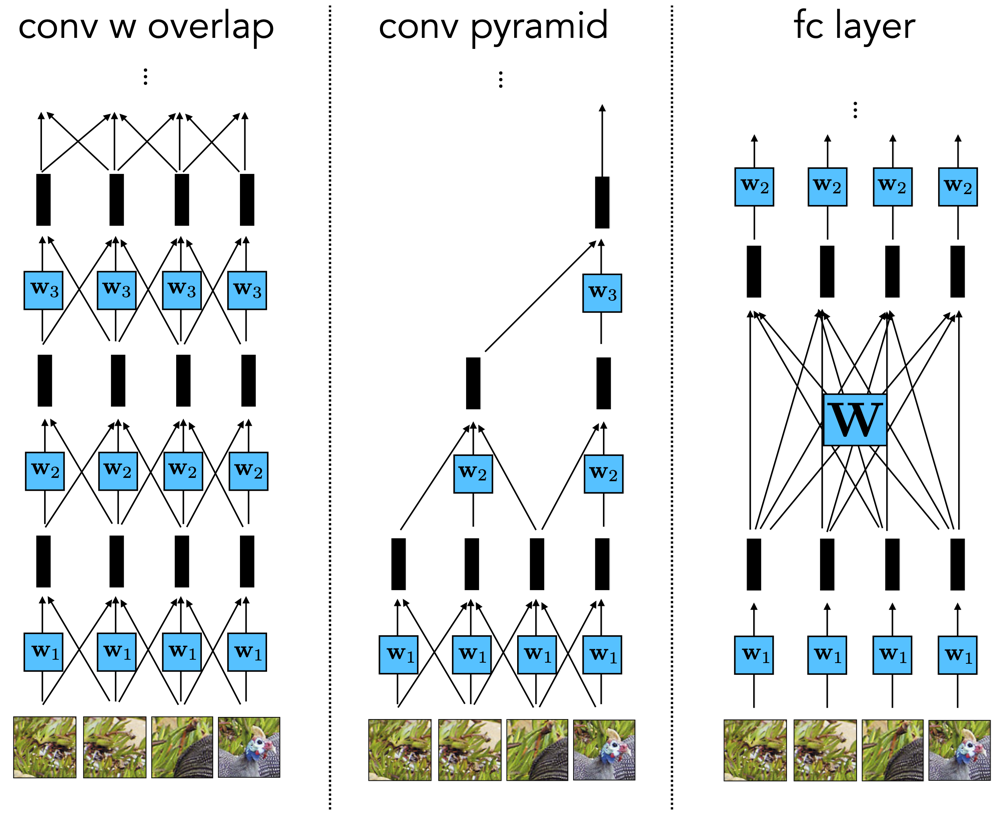 conv w overlap
conv pyramid
fc layer
⋮
⋮
⋮
w₂ w₂ w₂ w₂
w₃ w₃ w₃ w₃
w₃
W
w₂ w₂ w₂ w₂
w₂ w₂
w₁ w₁ w₁ w₁
w₁ w₁ w₁ w₁
w₁ w₁ w₁ w₁